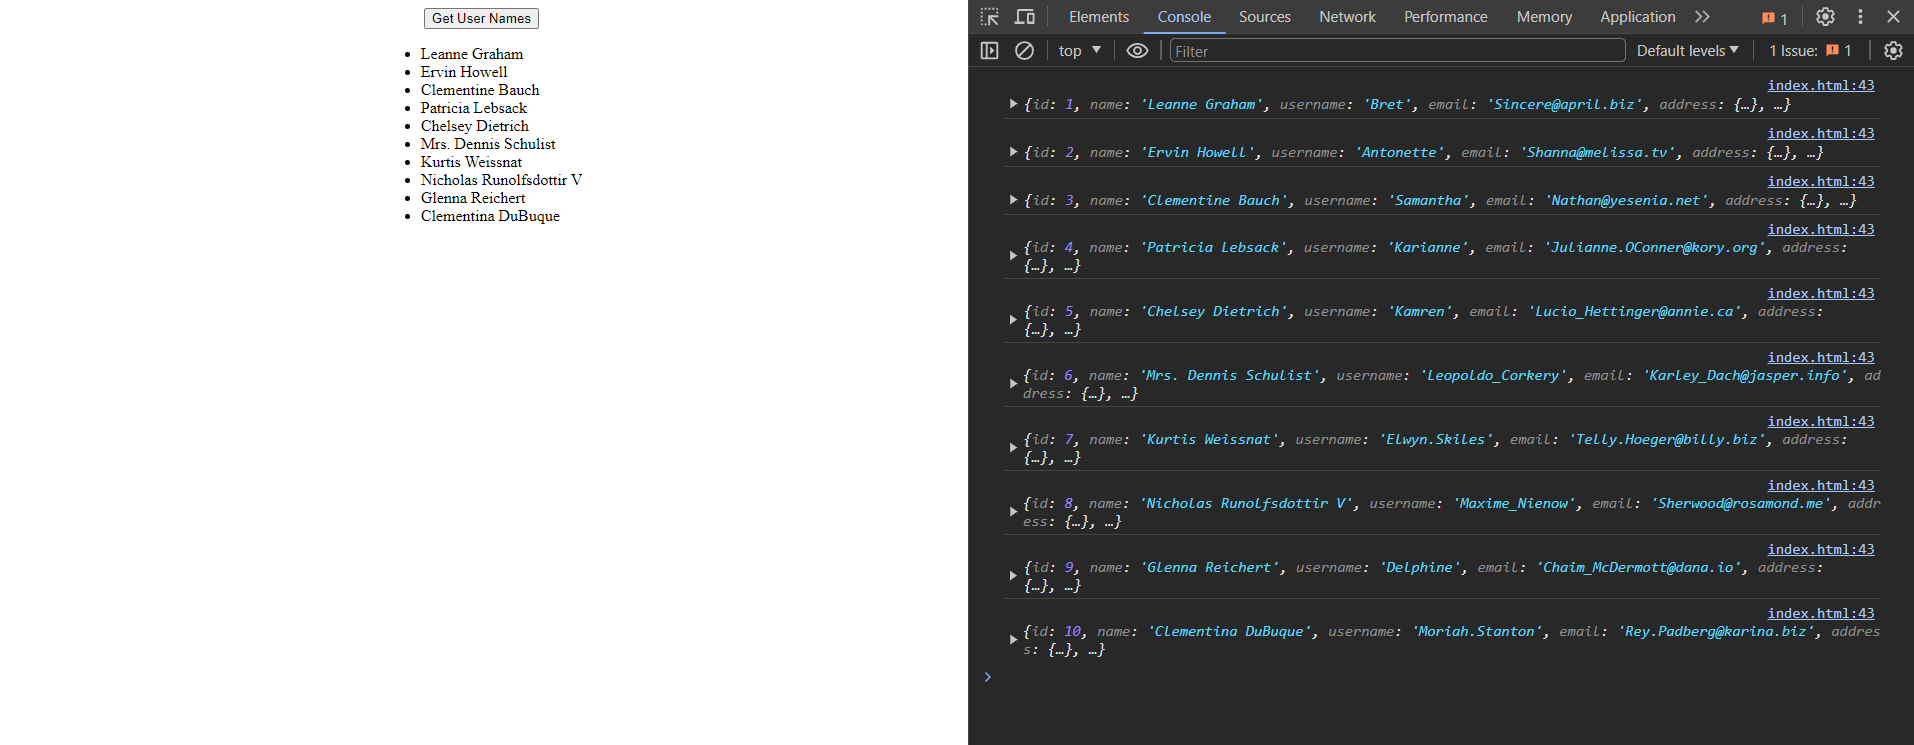 Get User Names
Leanne Graham
Ervin Howell
Clementine Bauch
Patricia Lebsack
Chelsey Dietrich
Mrs. Dennis Schulist
Kurtis Weissnat
Nicholas Runolfsdottir V
Glenna Reichert
Clementina DuBuque
Elements Console Sources Network Performance Memory Application 1
top Filter Default levels 1 Issue: 1
index.html:43
{id: 1, name: 'Leanne Graham', username: 'Bret', email: 'Sincere@april.biz', address: {…}, …}
index.html:43
{id: 2, name: 'Ervin Howell', username: 'Antonette', email: 'Shanna@melissa.tv', address: {…}, …}
index.html:43
{id: 3, name: 'Clementine Bauch', username: 'Samantha', email: 'Nathan@yesenia.net', address: {…}, …}
index.html:43
{id: 4, name: 'Patricia Lebsack', username: 'Karianne', email: 'Julianne.OConner@kory.org', address:
{…}, …}
index.html:43
{id: 5, name: 'Chelsey Dietrich', username: 'Kamren', email: 'Lucio_Hettinger@annie.ca', address:
{…}, …}
index.html:43
{id: 6, name: 'Mrs. Dennis Schulist', username: 'Leopoldo_Corkery', email: 'Karley_Dach@jasper.info', ad
dress: {…}, …}
index.html:43
{id: 7, name: 'Kurtis Weissnat', username: 'Elwyn.Skiles', email: 'Telly.Hoeger@billy.biz', address:
{…}, …}
index.html:43
{id: 8, name: 'Nicholas Runolfsdottir V', username: 'Maxime_Nienow', email: 'Sherwood@rosamond.me', addr
ess: {…}, …}
index.html:43
{id: 9, name: 'Glenna Reichert', username: 'Delphine', email: 'Chaim_McDermott@dana.io', address:
{…}, …}
index.html:43
{id: 10, name: 'Clementina DuBuque', username: 'Moriah.Stanton', email: 'Rey.Padberg@karina.biz', addres
s: {…}, …}